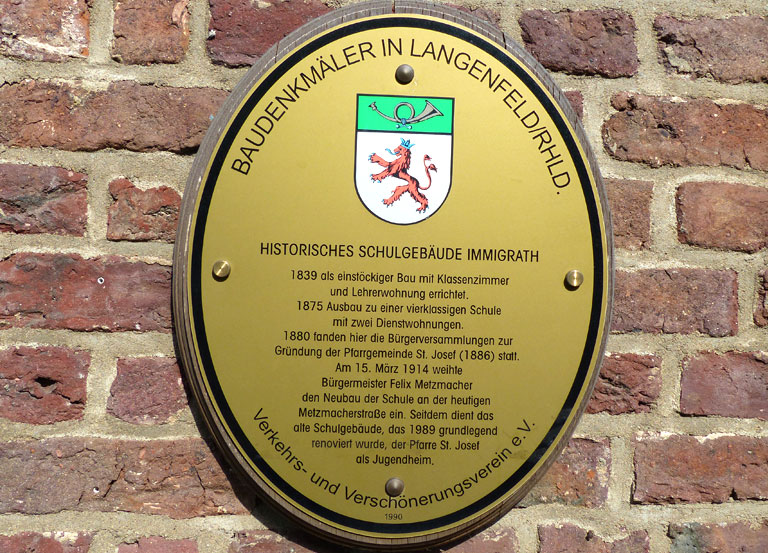 BAUDENKMÄLER IN LANGENFELD/RHLD.
HISTORISCHES SCHULGEBÄUDE IMMIGRATH
1839 als einstöckiger Bau mit Klassenzimmer
und Lehrerwohnung errichtet.
1875 Ausbau zu einer vierklassigen Schule
mit zwei Dienstwohnungen.
1880 fanden hier die Bürgerversammlungen zur
Gründung der Pfarrgemeinde St. Josef (1886) statt.
Am 15. März 1914 weihte
Bürgermeister Felix Metzmacher
den Neubau der Schule an der heutigen
Metzmacherstraße ein. Seitdem dient das
alte Schulgebäude, das 1989 grundlegend
renoviert wurde, der Pfarre St. Josef
als Jugendheim.
Verkehrs- und Verschönerungsverein e.V.
1990